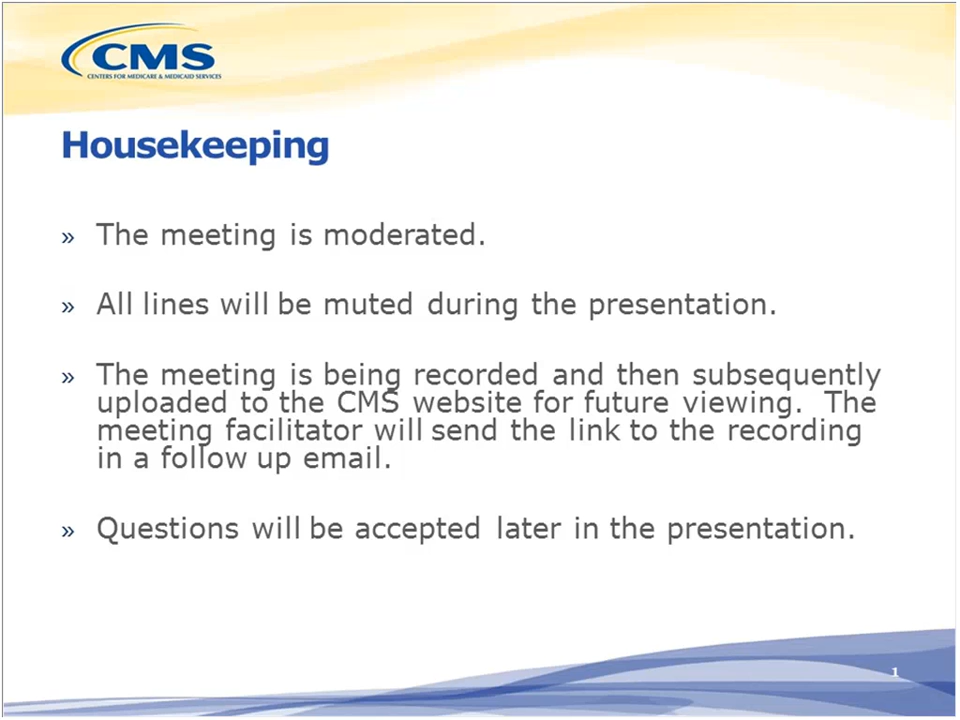 CMS
CENTERS FOR MEDICARE & MEDICAID SERVICES
Housekeeping
» The meeting is moderated.
» All lines will be muted during the presentation.
» The meeting is being recorded and then subsequently
uploaded to the CMS website for future viewing.  The
meeting facilitator will send the link to the recording
in a follow up email.
» Questions will be accepted later in the presentation.
1